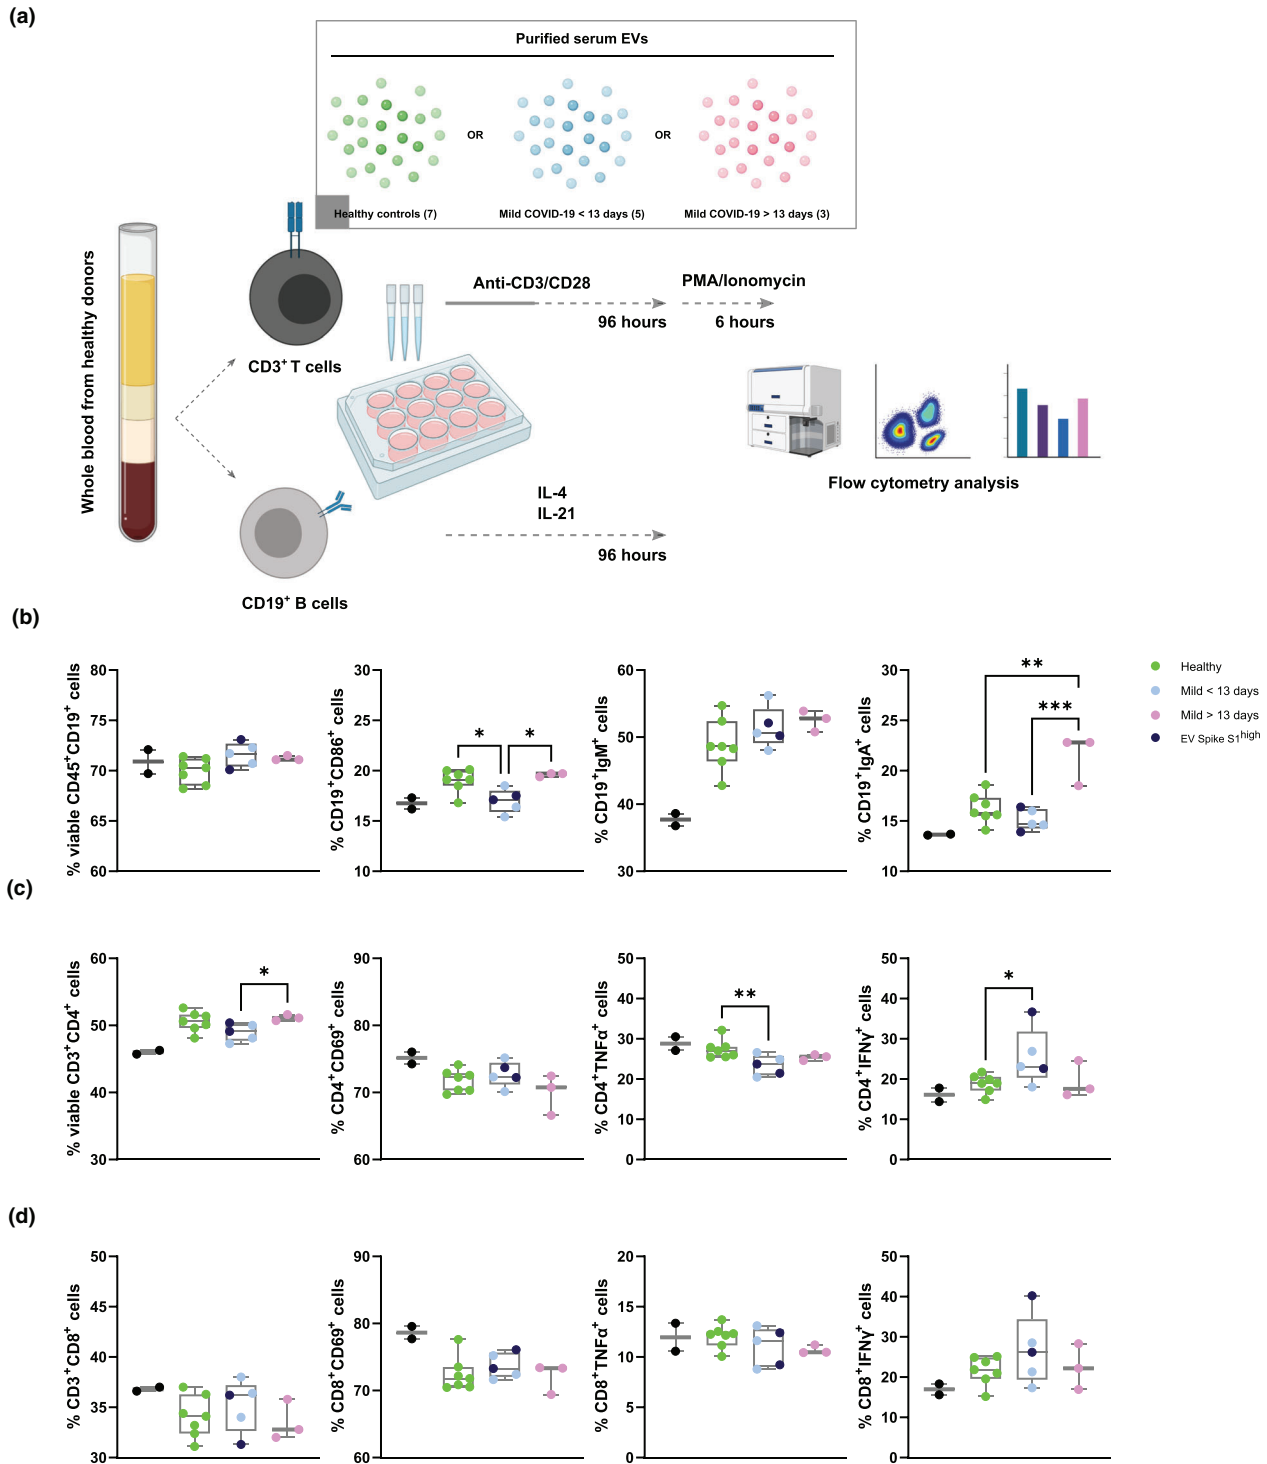 (a)
Purified serum EVs
OR
OR
Healthy controls (7)
Mild COVID-19 < 13 days (5)
Mild COVID-19 > 13 days (3)
Whole blood from healthy donors
CD3⁺ T cells
Anti-CD3/CD28
96 hours
PMA/Ionomycin
6 hours
Flow cytometry analysis
IL-4
IL-21
96 hours
CD19⁺ B cells
(b)
% viable CD45⁺CD19⁺ cells
80
75
70
65
60
% CD19⁺CD86⁺ cells
30
25
20
15
10
*
*
% CD19⁺IgM⁺ cells
60
50
40
30
% CD19⁺IgA⁺ cells
30
25
20
15
10
**
***
Healthy
Mild < 13 days
Mild > 13 days
EV Spike S1ʰⁱᵍʰ
(c)
% viable CD3⁺CD4⁺ cells
60
50
40
30
*
% CD4⁺CD69⁺ cells
90
80
70
60
% CD4⁺TNFα⁺ cells
50
40
30
20
10
0
**
% CD4⁺IFNγ⁺ cells
50
40
30
20
10
0
*
(d)
% CD3⁺CD8⁺ cells
50
45
40
35
30
% CD8⁺CD69⁺ cells
90
80
70
60
% CD8⁺TNFα⁺ cells
20
15
10
5
0
% CD8⁺IFNγ⁺ cells
50
40
30
20
10
0